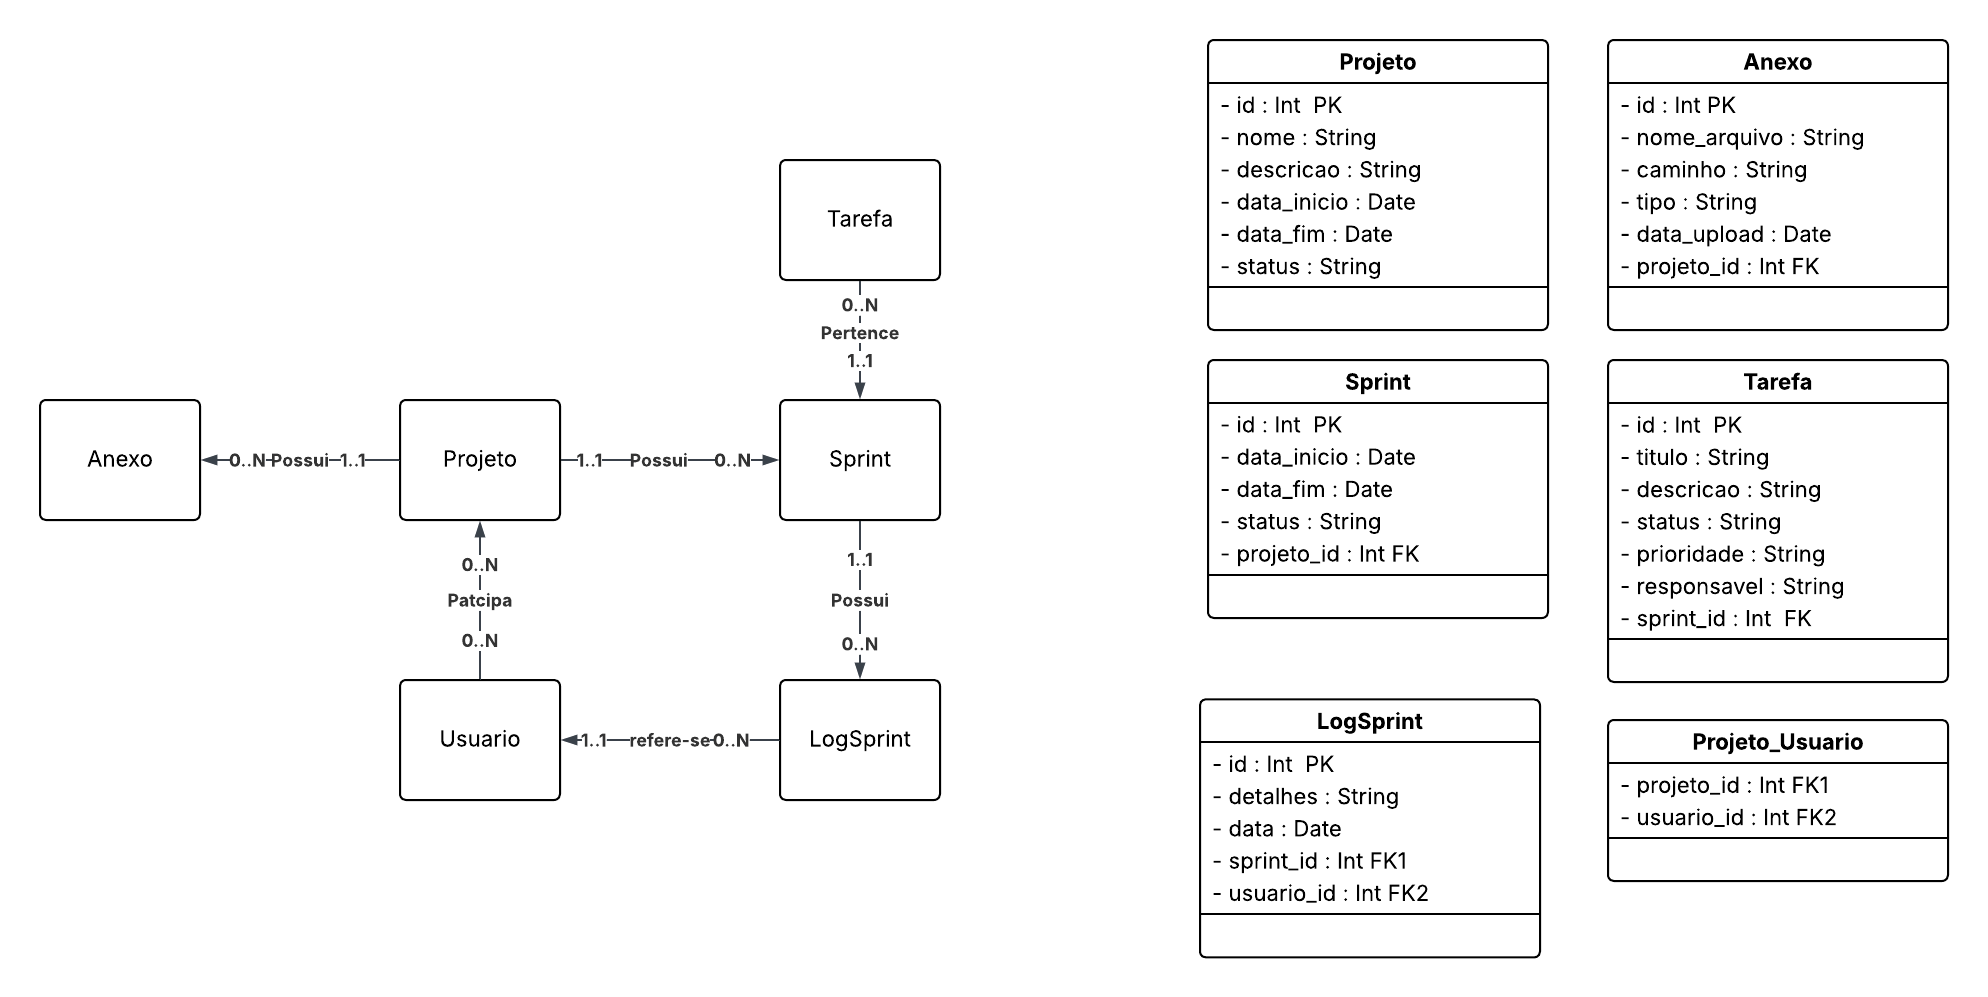 Tarefa
0..N
Pertence
1..1
Anexo
0..N Possui 1..1
Projeto
1..1 Possui 0..N
Sprint
0..N
Patcipa
0..N
1..1
Possui
0..N
Usuario
1..1 refere-se 0..N
LogSprint
Projeto
- id : Int  PK
- nome : String
- descricao : String
- data_inicio : Date
- data_fim : Date
- status : String
Anexo
- id : Int PK
- nome_arquivo : String
- caminho : String
- tipo : String
- data_upload : Date
- projeto_id : Int FK
Sprint
- id : Int  PK
- data_inicio : Date
- data_fim : Date
- status : String
- projeto_id : Int FK
Tarefa
- id : Int  PK
- titulo : String
- descricao : String
- status : String
- prioridade : String
- responsavel : String
- sprint_id : Int  FK
LogSprint
- id : Int  PK
- detalhes : String
- data : Date
- sprint_id : Int FK1
- usuario_id : Int FK2
Projeto_Usuario
- projeto_id : Int FK1
- usuario_id : Int FK2